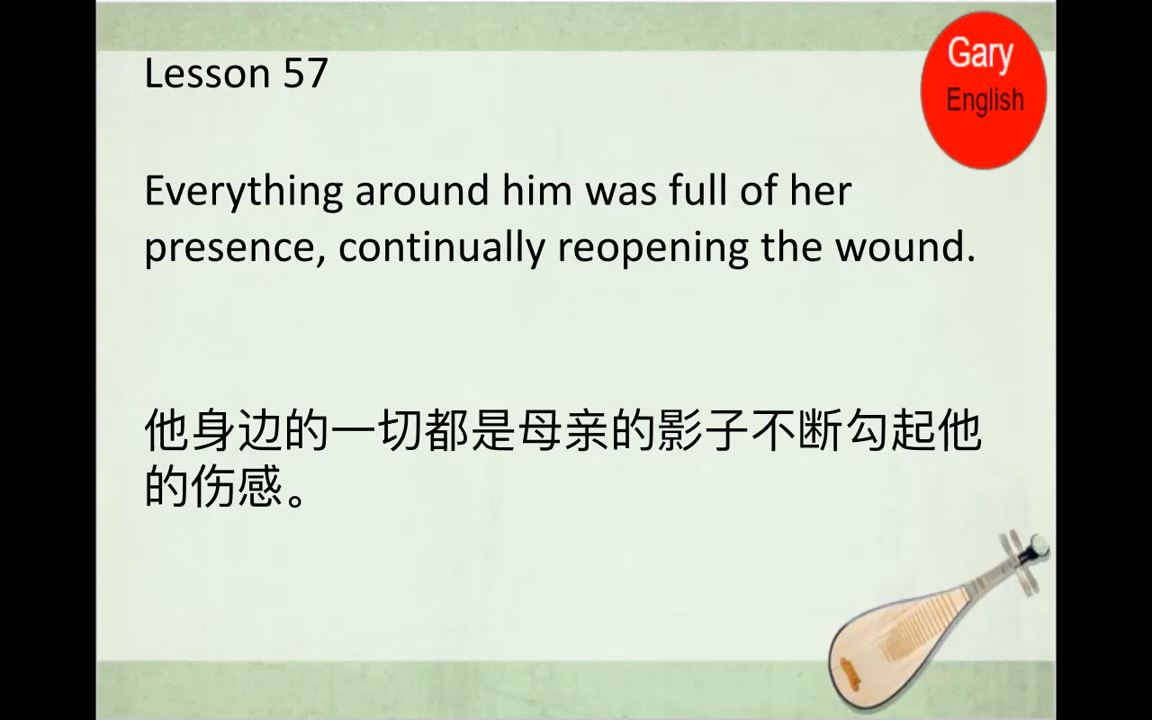 Lesson 57
Gary
English
Everything around him was full of her
presence, continually reopening the wound.
他身边的一切都是母亲的影子不断勾起他
的伤感。